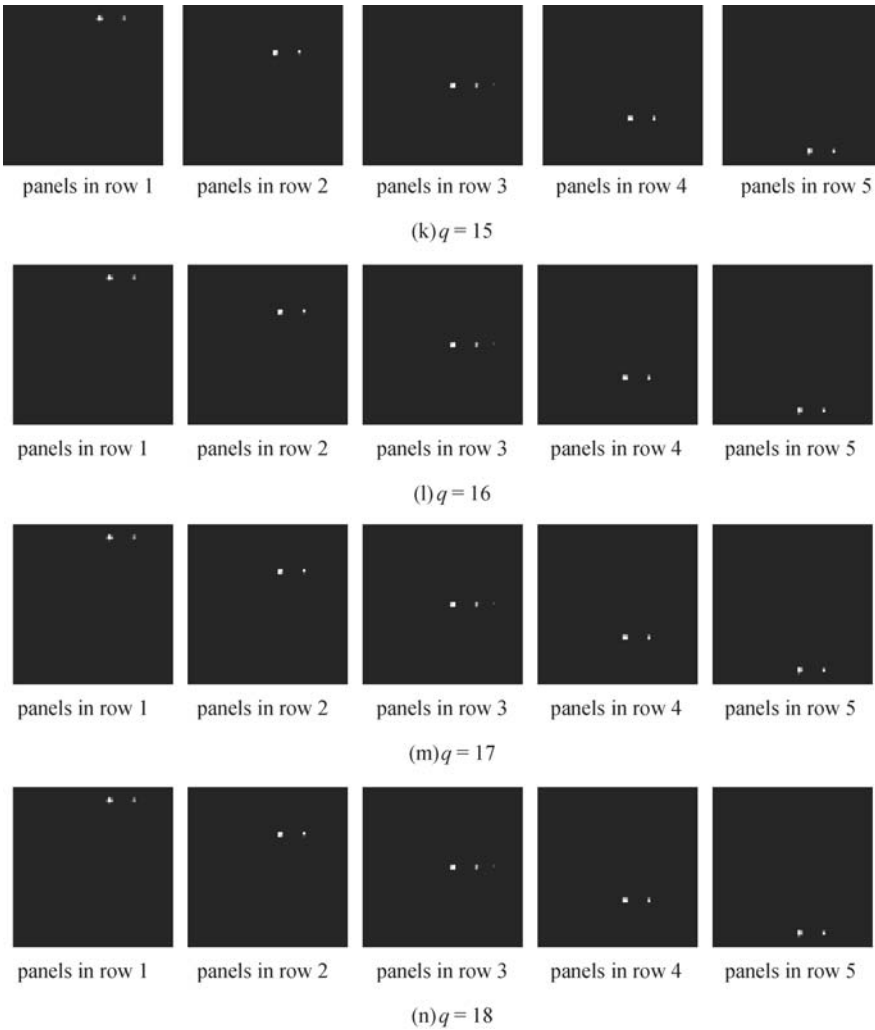 panels in row 1 panels in row 2 panels in row 3 panels in row 4 panels in row 5
(k) q = 15
panels in row 1 panels in row 2 panels in row 3 panels in row 4 panels in row 5
(l) q = 16
panels in row 1 panels in row 2 panels in row 3 panels in row 4 panels in row 5
(m) q = 17
panels in row 1 panels in row 2 panels in row 3 panels in row 4 panels in row 5
(n) q = 18